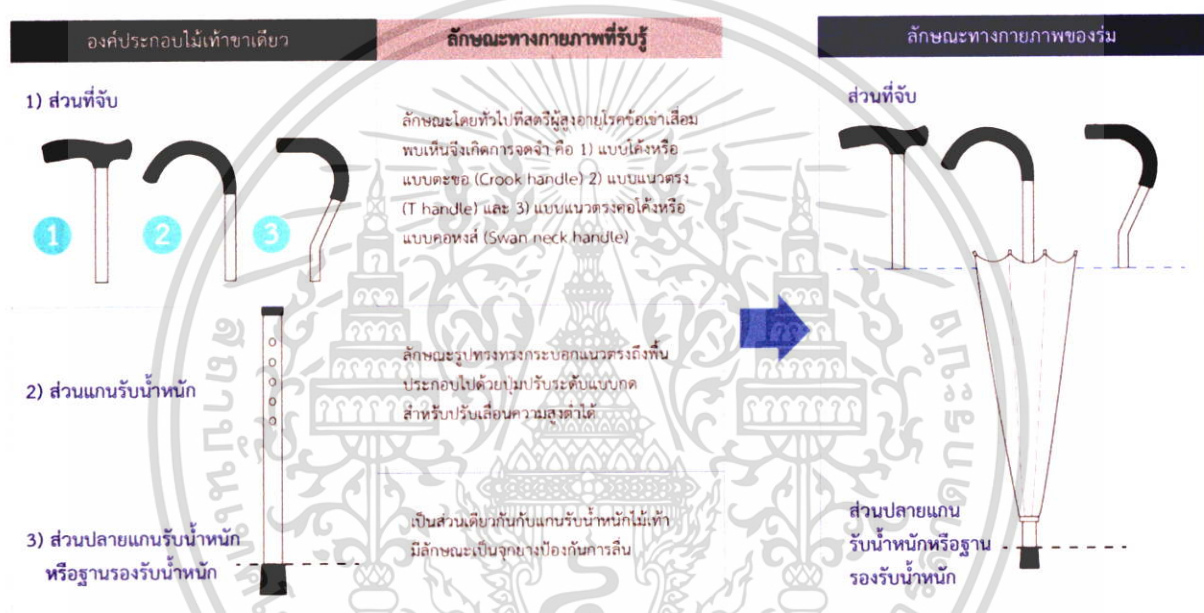 องค์ประกอบไม้เท้าขาเดียว
ลักษณะทางกายภาพที่รับรู้
ลักษณะทางกายภาพของร่ม
1) ส่วนที่จับ
1
2
3
ลักษณะโดยทั่วไปที่สตรีผู้สูงอายุโรคข้อเข่าเสื่อม
พบเห็นจึงเกิดการจดจำ คือ 1) แบบโค้งหรือ
แบบตะขอ (Crook handle) 2) แบบแนวตรง
(T handle) และ 3) แบบแนวตรงคอโค้งหรือ
แบบคอหงส์ (Swan neck handle)
ส่วนที่จับ
2) ส่วนแกนรับน้ำหนัก
ลักษณะรูปทรงทรงกระบอกแนวตรงถึงพื้น
ประกอบไปด้วยปุ่มปรับระดับแบบกด
สำหรับปรับเลื่อนความสูงต่ำได้
3) ส่วนปลายแกนรับน้ำหนัก
หรือฐานรองรับน้ำหนัก
เป็นส่วนเดียวกันกับแกนรับน้ำหนักไม้เท้า
มีลักษณะเป็นจุกยางป้องกันการลื่น
ส่วนปลายแกน
รับน้ำหนักหรือฐาน
รองรับน้ำหนัก